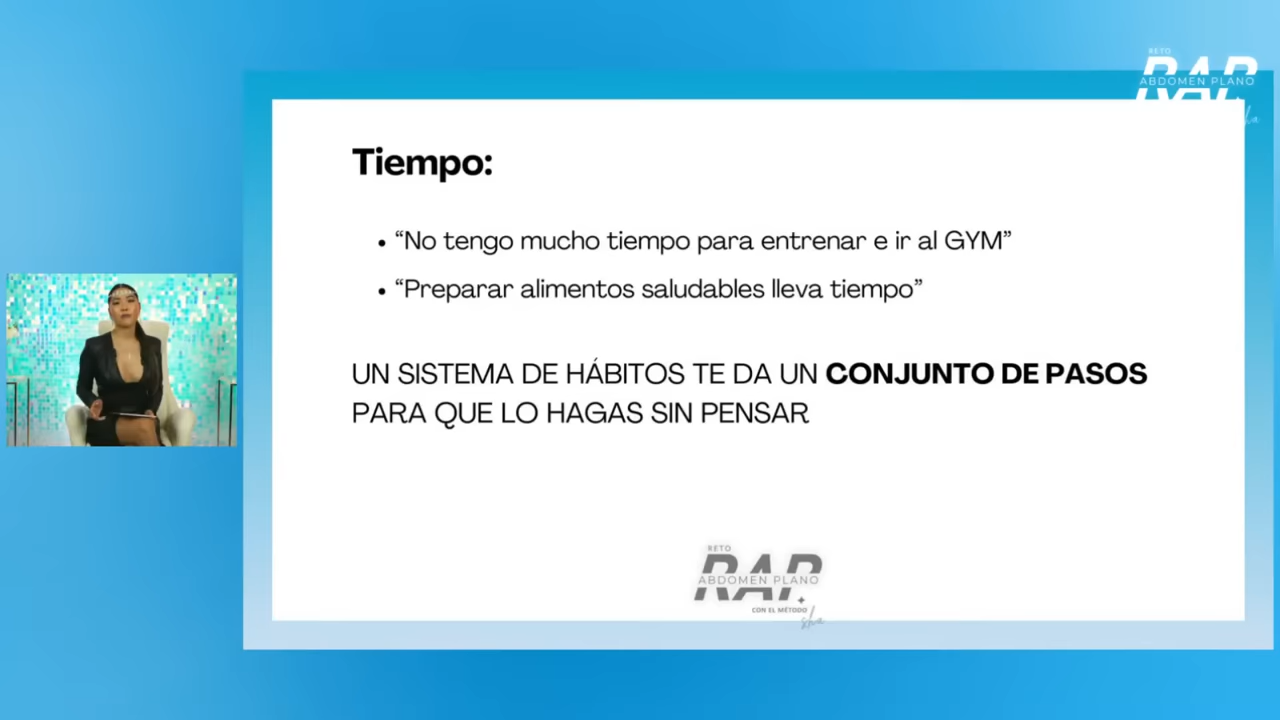 RETO
RAP
ABDOMEN PLANO
Tiempo:
• “No tengo mucho tiempo para entrenar e ir al GYM”
• “Preparar alimentos saludables lleva tiempo”
UN SISTEMA DE HÁBITOS TE DA UN CONJUNTO DE PASOS
PARA QUE LO HAGAS SIN PENSAR
RETO
RAP
ABDOMEN PLANO
CON EL MÉTODO
sha